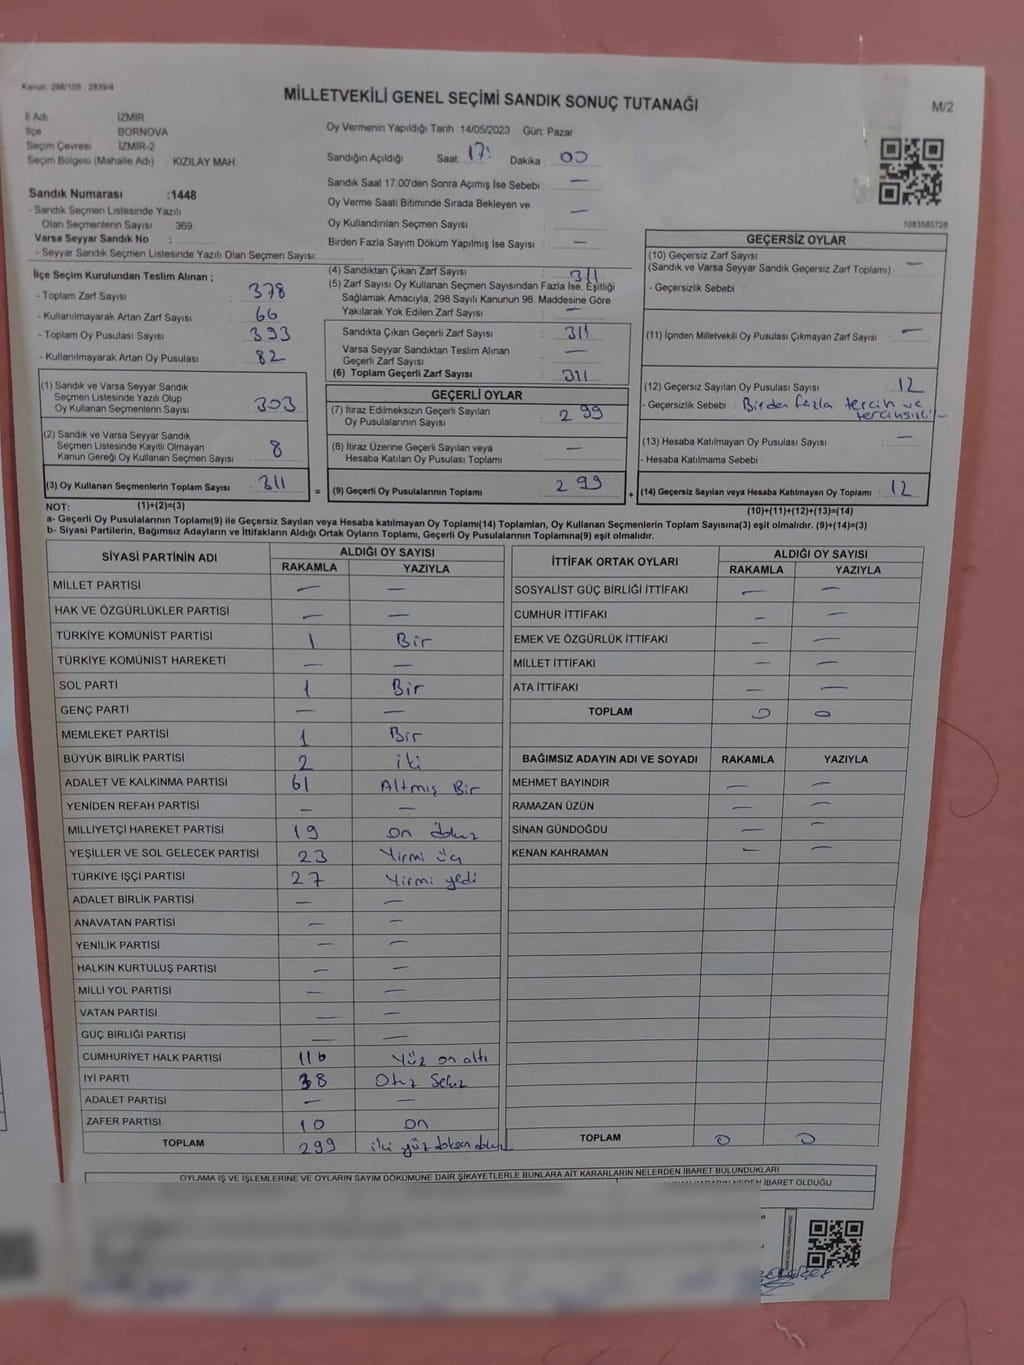 Kanun: 298/105 , 2839/4
MİLLETVEKİLİ GENEL SEÇİMİ SANDIK SONUÇ TUTANAĞI
M/2
İl Adı İZMİR
İlçe BORNOVA
Seçim Çevresi İZMİR-2
Seçim Bölgesi (Mahalle Adı) KIZILAY MAH.
Sandık Numarası :1448
- Sandık Seçmen Listesinde Yazılı
Olan Seçmenlerin Sayısı : 369
Varsa Seyyar Sandık No :
- Seyyar Sandık Seçmen Listesinde Yazılı Olan Seçmen Sayısı:
Oy Vermenin Yapıldığı Tarih :14/05/2023 Gün: Pazar
Sandığın Açıldığı Saat: 17: Dakika : 00
Sandık Saat 17:00'den Sonra Açımış İse Sebebi : —
Oy Verme Saati Bitiminde Sırada Bekleyen ve
Oy Kullandırılan Seçmen Sayısı : —
Birden Fazla Sayım Döküm Yapılmış İse Sayısı : —
1083585728
İlçe Seçim Kurulundan Teslim Alınan ;
- Toplam Zarf Sayısı : 378
- Kullanılmayarak Artan Zarf Sayısı : 66
- Toplam Oy Pusulası Sayısı : 393
- Kullanılmayarak Artan Oy Pusulası : 82
(1) Sandık ve Varsa Seyyar Sandık
Seçmen Listesinde Yazılı Olup
Oy Kullanan Seçmenlerin Sayısı : 303
(2) Sandık ve Varsa Seyyar Sandık
Seçmen Listesinde Kayıtlı Olmayan
Kanun Gereği Oy Kullanan Seçmen Sayısı : 8
(3) Oy Kullanan Seçmenlerin Toplam Sayısı : 311
(4) Sandıktan Çıkan Zarf Sayısı : 311
(5) Zarf Sayısı Oy Kullanan Seçmen Sayısından Fazla İse, Eşitliği
Sağlamak Amacıyla, 298 Sayılı Kanunun 98. Maddesine Göre
Yakılarak Yok Edilen Zarf Sayısı : —
Sandıkta Çıkan Geçerli Zarf Sayısı : 311
Varsa Seyyar Sandıktan Teslim Alınan
Geçerli Zarf Sayısı : —
(6) Toplam Geçerli Zarf Sayısı : 311
GEÇERLİ OYLAR
(7) İtiraz Edilmeksizin Geçerli Sayılan
Oy Pusulalarının Sayısı : 299
(8) İtiraz Üzerine Geçerli Sayılan veya
Hesaba Katılan Oy Pusulası Toplamı : —
= (9) Geçerli Oy Pusulalarının Toplamı : 299
GEÇERSİZ OYLAR
(10) Geçersiz Zarf Sayısı
(Sandık ve Varsa Seyyar Sandık Geçersiz Zarf Toplamı) : —
- Geçersizlik Sebebi :
(11) İçinden Milletvekili Oy Pusulası Çıkmayan Zarf Sayısı : —
(12) Geçersiz Sayılan Oy Pusulası Sayısı : 12
- Geçersizlik Sebebi : Birden fazla tercih ve
(13) Hesaba Katılmayan Oy Pusulası Sayısı : —
- Hesaba Katılmama Sebebi :
+ (14) Geçersiz Sayılan veya Hesaba Katılmayan Oy Toplamı : 12
NOT: (1)+(2)=(3)
(10)+(11)+(12)+(13)=(14)
a- Geçerli Oy Pusulalarının Toplamı(9) ile Geçersiz Sayılan veya Hesaba katılmayan Oy Toplamı(14) Toplamları, Oy Kullanan Seçmenlerin Toplam Sayısına(3) eşit olmalıdır. (9)+(14)=(3)
b- Siyasi Partilerin, Bağımsız Adayların ve İttifakların Aldığı Ortak Oyların Toplamı, Geçerli Oy Pusulalarının Toplamına(9) eşit olmalıdır.
SİYASİ PARTİNİN ADI ALDIĞI OY SAYISI
RAKAMLA YAZIYLA
MİLLET PARTİSİ — —
HAK VE ÖZGÜRLÜKLER PARTİSİ — —
TÜRKİYE KOMÜNİST PARTİSİ 1 Bir
TÜRKİYE KOMÜNİST HAREKETİ — —
SOL PARTİ 1 Bir
GENÇ PARTİ — —
MEMLEKET PARTİSİ 1 Bir
BÜYÜK BİRLİK PARTİSİ 2 iki
ADALET VE KALKINMA PARTİSİ 61 Altmış Bir
YENİDEN REFAH PARTİSİ — —
MİLLİYETÇİ HAREKET PARTİSİ 19 on dokuz
YEŞİLLER VE SOL GELECEK PARTİSİ 23 Yirmi üç
TÜRKİYE İŞÇİ PARTİSİ 27 Yirmi yedi
ADALET BİRLİK PARTİSİ — —
ANAVATAN PARTİSİ — —
YENİLİK PARTİSİ — —
HALKIN KURTULUŞ PARTİSİ — —
MİLLİ YOL PARTİSİ — —
VATAN PARTİSİ — —
GÜÇ BİRLİĞİ PARTİSİ — —
CUMHURİYET HALK PARTİSİ 116 Yüz on altı
İYİ PARTİ 38 Otuz Sekiz
ADALET PARTİSİ — —
ZAFER PARTİSİ 10 on
TOPLAM 299 iki yüz doksan dokuz
İTTİFAK ORTAK OYLARI ALDIĞI OY SAYISI
RAKAMLA YAZIYLA
SOSYALİST GÜÇ BİRLİĞİ İTTİFAKI — —
CUMHUR İTTİFAKI — —
EMEK VE ÖZGÜRLÜK İTTİFAKI — —
MİLLET İTTİFAKI — —
ATA İTTİFAKI — —
TOPLAM 0 0
BAĞIMSIZ ADAYIN ADI VE SOYADI RAKAMLA YAZIYLA
MEHMET BAYINDIR — —
RAMAZAN ÜZÜN — —
SİNAN GÜNDOĞDU — —
KENAN KAHRAMAN — —
TOPLAM 0 0
OYLAMA İŞ VE İŞLEMLERİNE VE OYLARIN SAYIM DÖKÜMÜNE DAİR ŞİKAYETLERLE BUNLARA AİT KARARLARIN NELERDEN İBARET BULUNDUKLARI
İBARET OLDUĞU